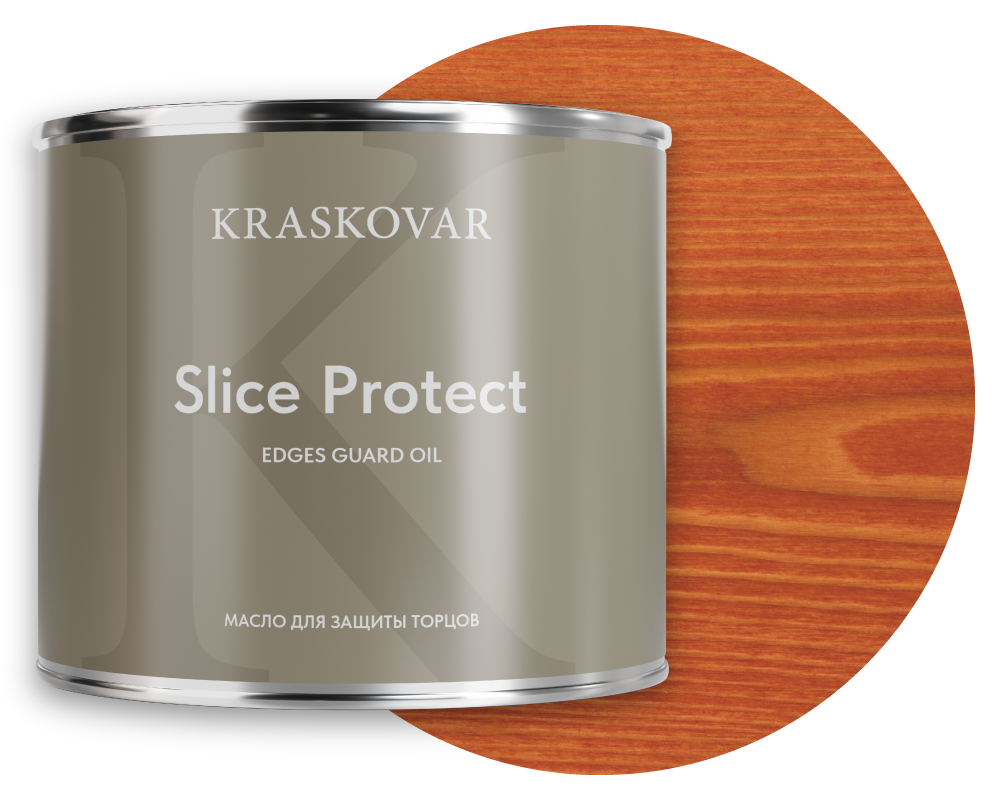 KRASKOVAR
Slice Protect
EDGES GUARD OIL
МАСЛО ДЛЯ ЗАЩИТЫ ТОРЦОВ